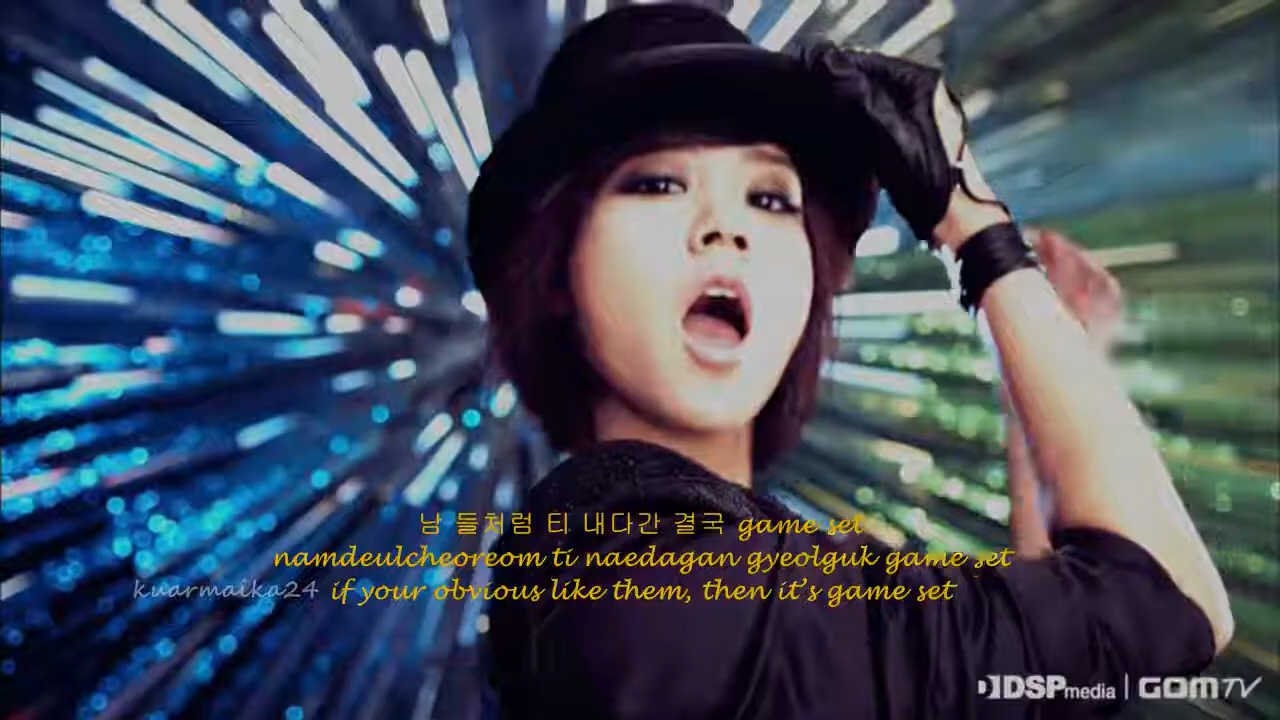 남 들처럼 티 내다간 결국 game set
namdeulcheoreom ti naedagan gyeolguk game set
kuarmaika24 if your obvious like them, then it's game set
DSPmedia | GOMTV